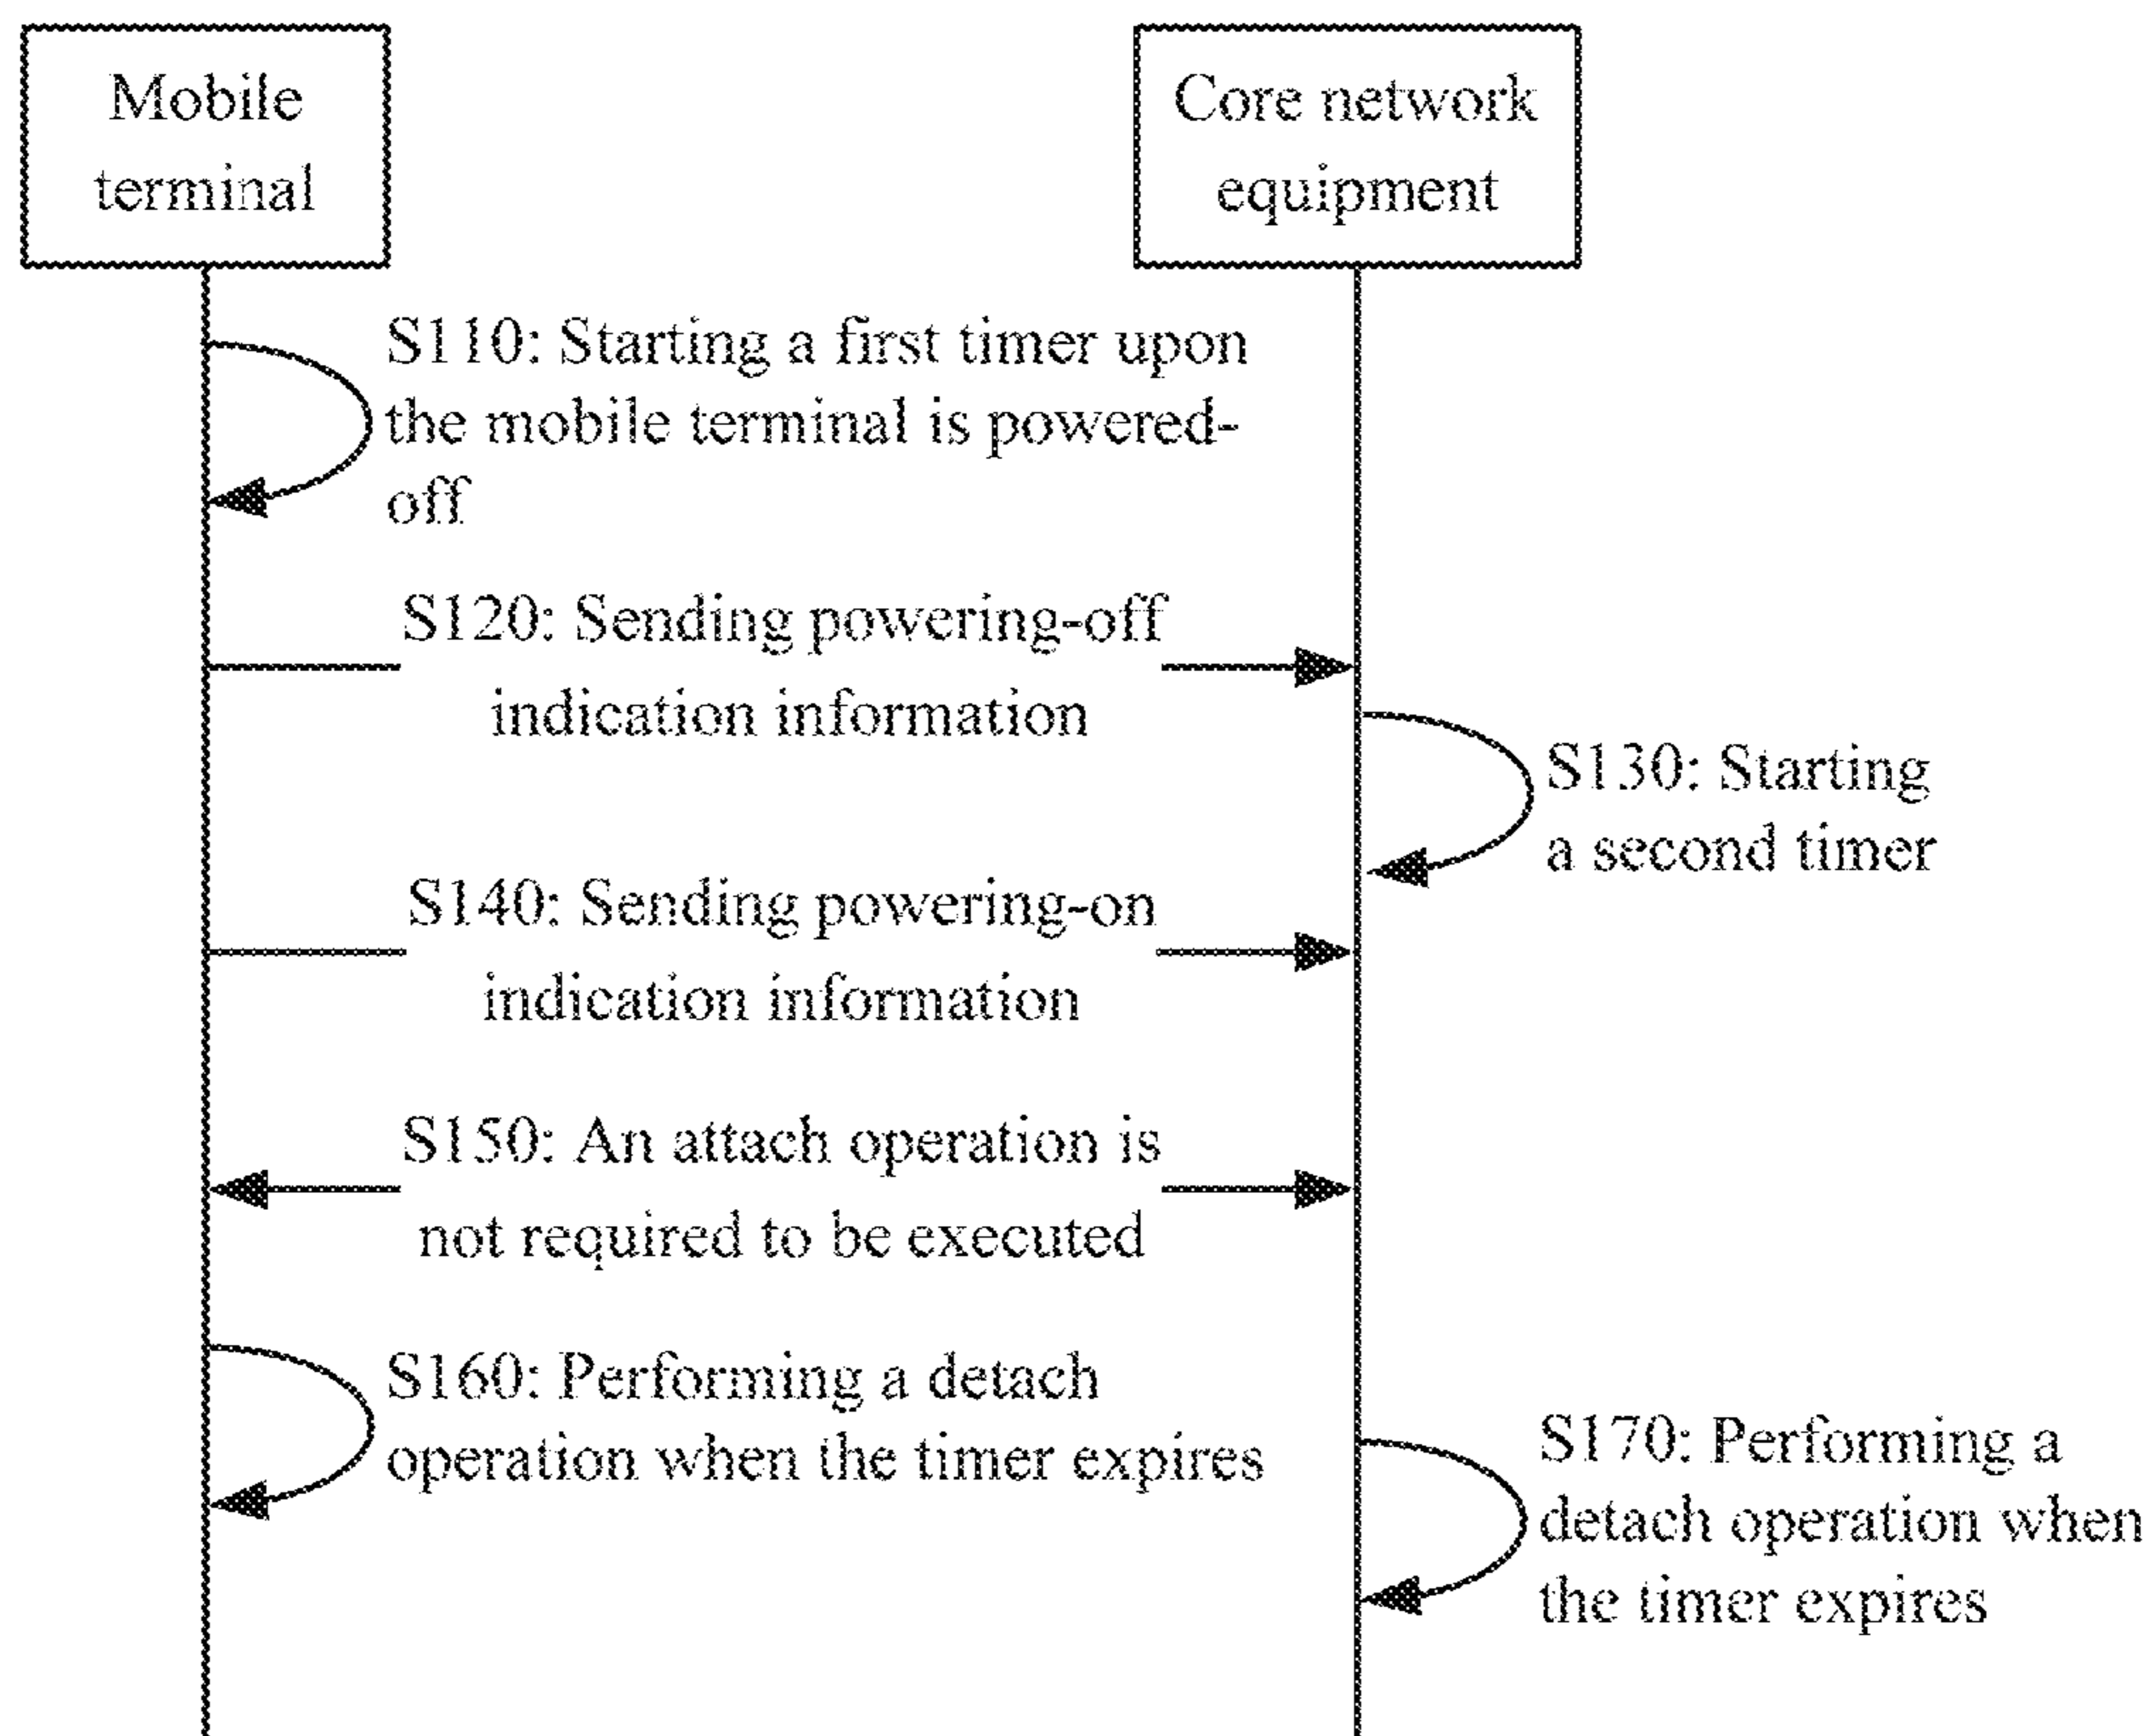 Mobile
terminal
Core network
equipment
S110: Starting a first timer upon
the mobile terminal is powered-
off
S120: Sending powering-off
indication information
S130: Starting
a second timer
S140: Sending powering-on
indication information
S150: An attach operation is
not required to be executed
S160: Performing a detach
operation when the timer expires
S170: Performing a
detach operation when
the timer expires